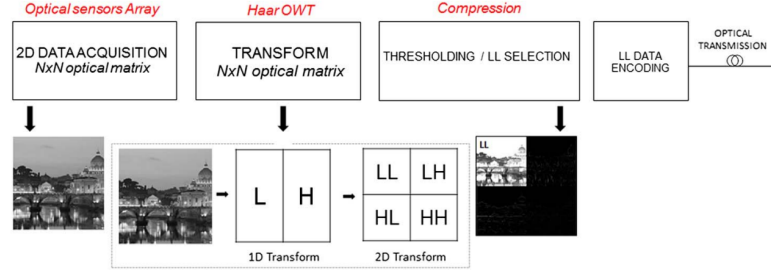 Optical sensors Array
Haar OWT
Compression
2D DATA ACQUISITION
NxN optical matrix
TRANSFORM
NxN optical matrix
THRESHOLDING / LL SELECTION
LL DATA
ENCODING
OPTICAL
TRANSMISSION
L H
LL LH
HL HH
LL
1D Transform
2D Transform